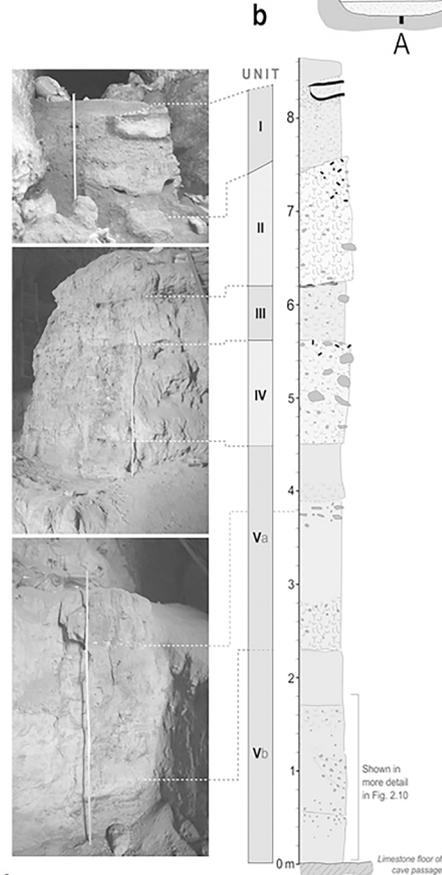 b
A
UNIT
I
II
III
IV
Va
Vb
8
7
6
5
4
3
2
1
0 m
Shown in
more detail
in Fig. 2.10
Limestone floor of
cave passage